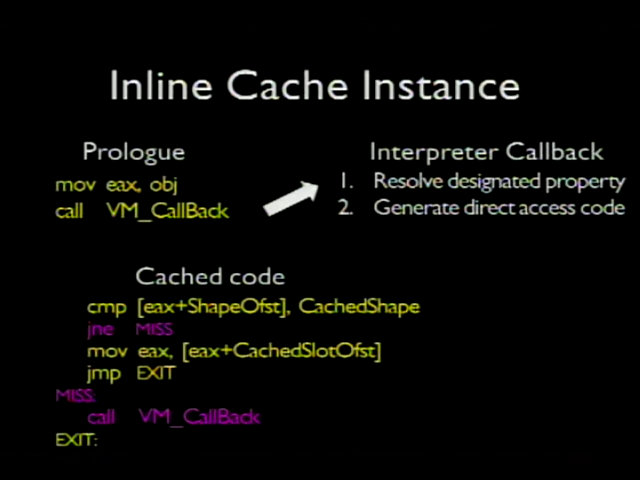 Inline Cache Instance
Prologue
mov eax, obj
call VM_CallBack
Interpreter Callback
1. Resolve designated property
2. Generate direct access code
Cached code
cmp [eax+ShapeOfst], CachedShape
jne MISS
mov eax, [eax+CachedSlotOfst]
jmp EXIT
MISS:
call VM_CallBack
EXIT: